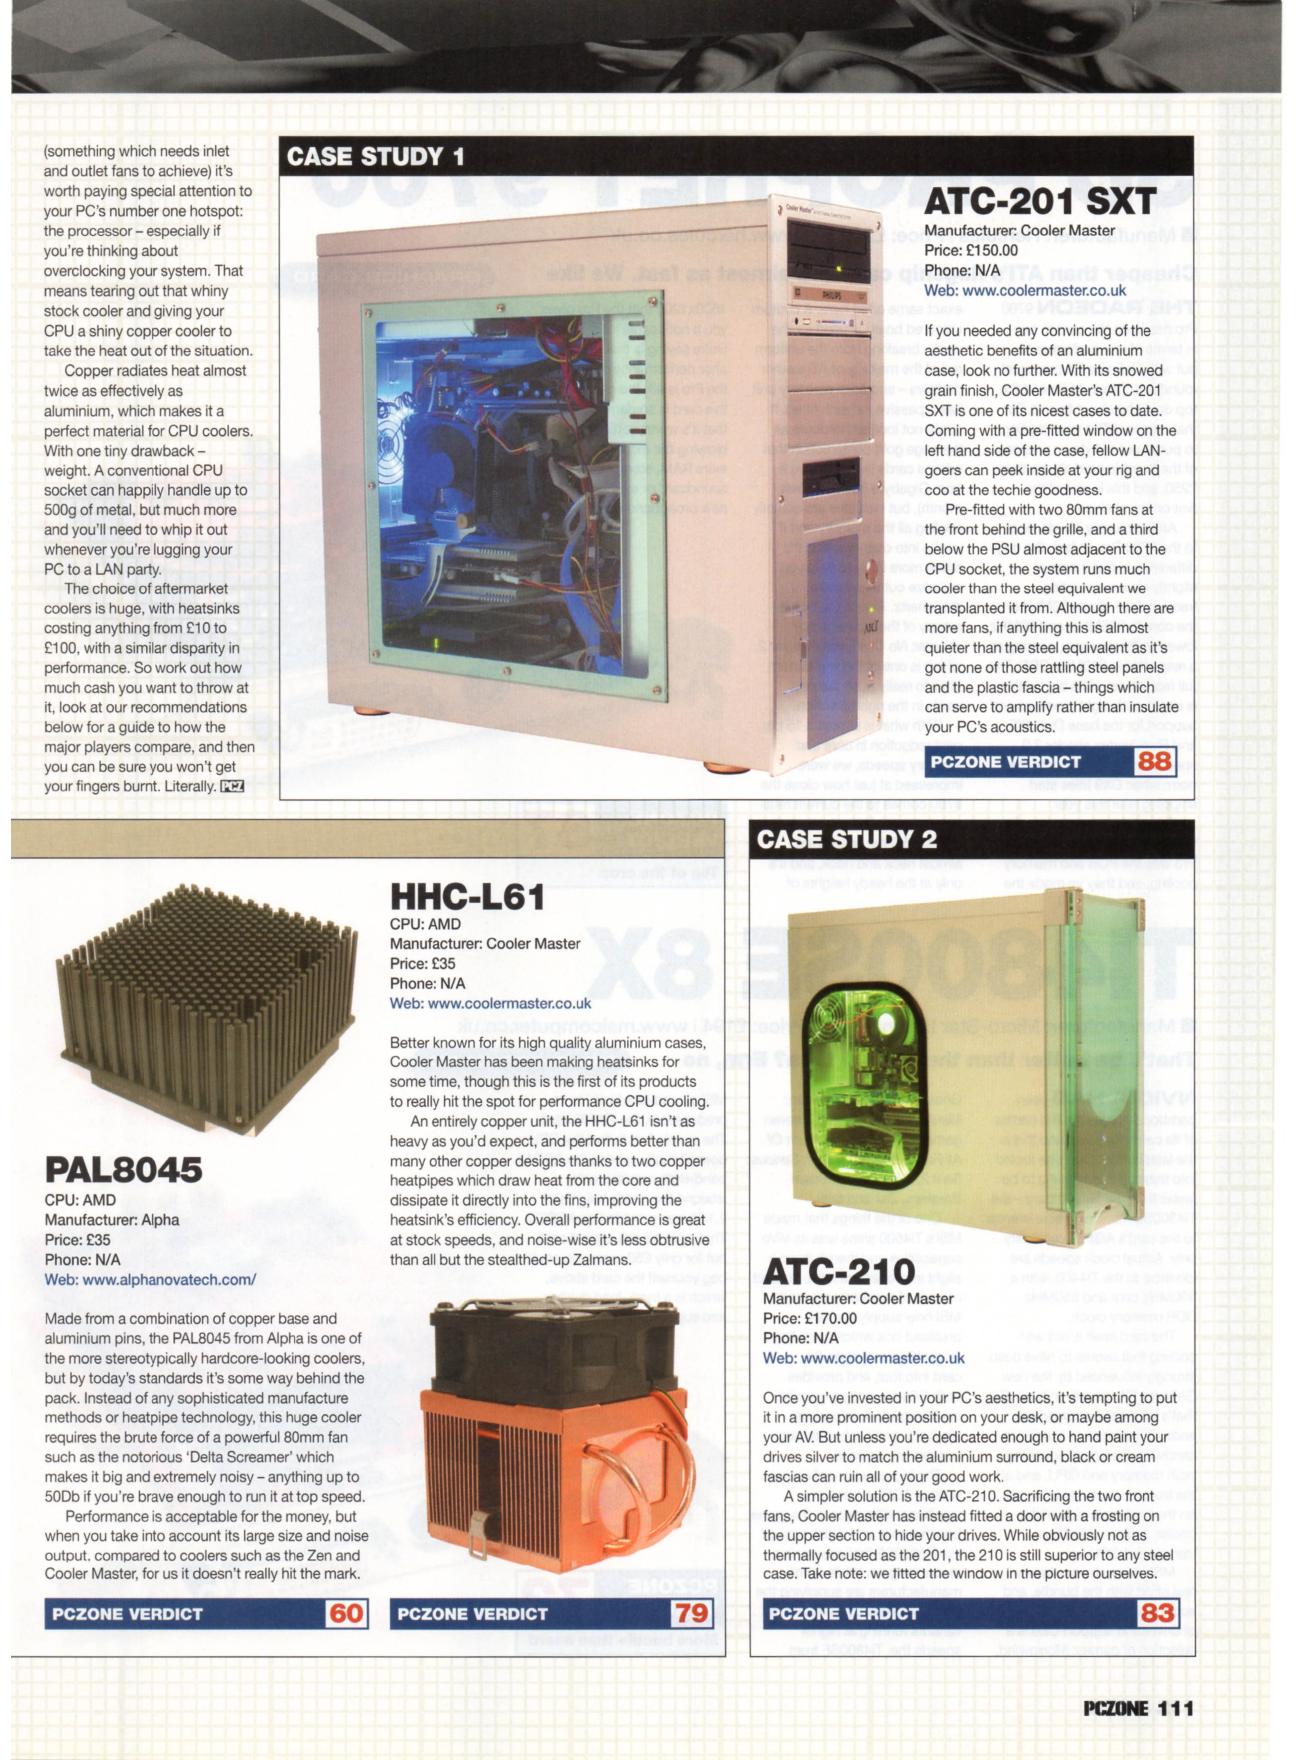 (something which needs inlet
and outlet fans to achieve) it's
worth paying special attention to
your PC's number one hotspot:
the processor – especially if
you're thinking about
overclocking your system. That
means tearing out that whiny
stock cooler and giving your
CPU a shiny copper cooler to
take the heat out of the situation.
Copper radiates heat almost
twice as effectively as
aluminium, which makes it a
perfect material for CPU coolers.
With one tiny drawback –
weight. A conventional CPU
socket can happily handle up to
500g of metal, but much more
and you'll need to whip it out
whenever you're lugging your
PC to a LAN party.
The choice of aftermarket
coolers is huge, with heatsinks
costing anything from £10 to
£100, with a similar disparity in
performance. So work out how
much cash you want to throw at
it, look at our recommendations
below for a guide to how the
major players compare, and then
you can be sure you won't get
your fingers burnt. Literally. PCZ
CASE STUDY 1
Cooler Master
PHILIPS
ATC-201 SXT
Manufacturer: Cooler Master
Price: £150.00
Phone: N/A
Web: www.coolermaster.co.uk
If you needed any convincing of the
aesthetic benefits of an aluminium
case, look no further. With its snowed
grain finish, Cooler Master's ATC-201
SXT is one of its nicest cases to date.
Coming with a pre-fitted window on the
left hand side of the case, fellow LAN-
goers can peek inside at your rig and
coo at the techie goodness.
Pre-fitted with two 80mm fans at
the front behind the grille, and a third
below the PSU almost adjacent to the
CPU socket, the system runs much
cooler than the steel equivalent we
transplanted it from. Although there are
more fans, if anything this is almost
quieter than the steel equivalent as it's
got none of those rattling steel panels
and the plastic fascia – things which
can serve to amplify rather than insulate
your PC's acoustics.
PCZONE VERDICT 88
PAL8045
CPU: AMD
Manufacturer: Alpha
Price: £35
Phone: N/A
Web: www.alphanovatech.com/
Made from a combination of copper base and
aluminium pins, the PAL8045 from Alpha is one of
the more stereotypically hardcore-looking coolers,
but by today's standards it's some way behind the
pack. Instead of any sophisticated manufacture
methods or heatpipe technology, this huge cooler
requires the brute force of a powerful 80mm fan
such as the notorious 'Delta Screamer' which
makes it big and extremely noisy – anything up to
50Db if you're brave enough to run it at top speed.
Performance is acceptable for the money, but
when you take into account its large size and noise
output. compared to coolers such as the Zen and
Cooler Master, for us it doesn't really hit the mark.
PCZONE VERDICT 60
HHC-L61
CPU: AMD
Manufacturer: Cooler Master
Price: £35
Phone: N/A
Web: www.coolermaster.co.uk
Better known for its high quality aluminium cases,
Cooler Master has been making heatsinks for
some time, though this is the first of its products
to really hit the spot for performance CPU cooling.
An entirely copper unit, the HHC-L61 isn't as
heavy as you'd expect, and performs better than
many other copper designs thanks to two copper
heatpipes which draw heat from the core and
dissipate it directly into the fins, improving the
heatsink's efficiency. Overall performance is great
at stock speeds, and noise-wise it's less obtrusive
than all but the stealthed-up Zalmans.
PCZONE VERDICT 79
CASE STUDY 2
ATC-210
Manufacturer: Cooler Master
Price: £170.00
Phone: N/A
Web: www.coolermaster.co.uk
Once you've invested in your PC's aesthetics, it's tempting to put
it in a more prominent position on your desk, or maybe among
your AV. But unless you're dedicated enough to hand paint your
drives silver to match the aluminium surround, black or cream
fascias can ruin all of your good work.
A simpler solution is the ATC-210. Sacrificing the two front
fans, Cooler Master has instead fitted a door with a frosting on
the upper section to hide your drives. While obviously not as
thermally focused as the 201, the 210 is still superior to any steel
case. Take note: we fitted the window in the picture ourselves.
PCZONE VERDICT 83
PCZONE 111